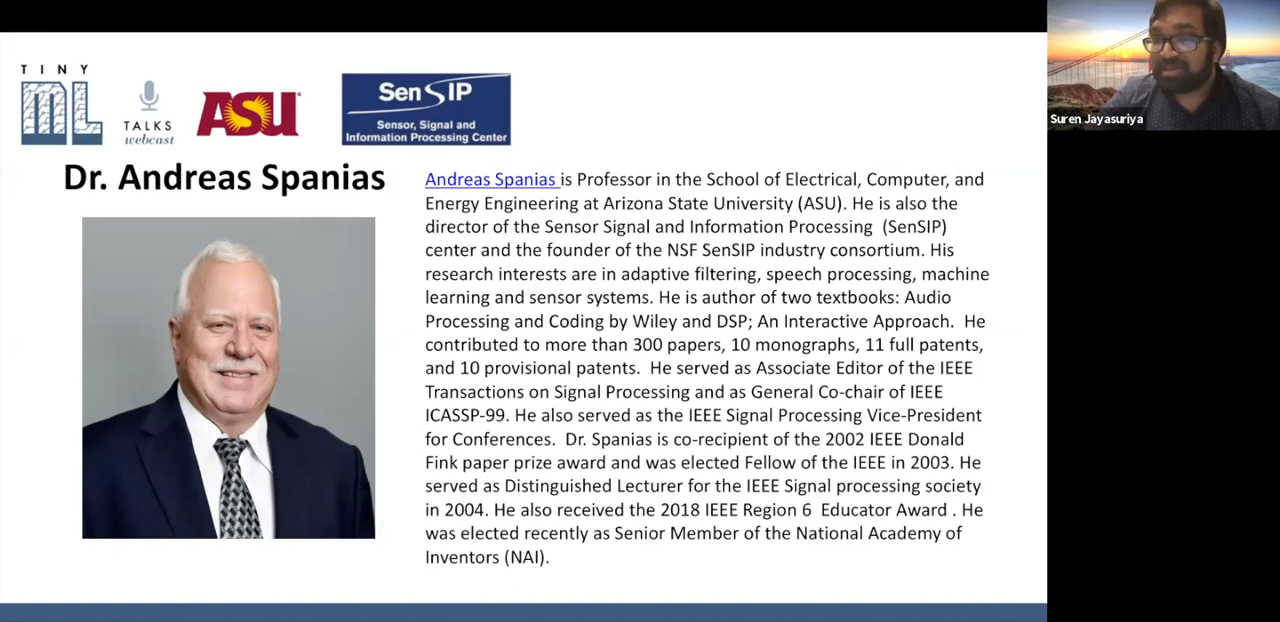 TINY
ML
TALKS
webcast
ASU
SenSIP
Sensor, Signal and
Information Processing Center
Suren Jayasuriya
Dr. Andreas Spanias
Andreas Spanias is Professor in the School of Electrical, Computer, and
Energy Engineering at Arizona State University (ASU). He is also the
director of the Sensor Signal and Information Processing (SenSIP)
center and the founder of the NSF SenSIP industry consortium. His
research interests are in adaptive filtering, speech processing, machine
learning and sensor systems. He is author of two textbooks: Audio
Processing and Coding by Wiley and DSP; An Interactive Approach. He
contributed to more than 300 papers, 10 monographs, 11 full patents,
and 10 provisional patents. He served as Associate Editor of the IEEE
Transactions on Signal Processing and as General Co-chair of IEEE
ICASSP-99. He also served as the IEEE Signal Processing Vice-President
for Conferences. Dr. Spanias is co-recipient of the 2002 IEEE Donald
Fink paper prize award and was elected Fellow of the IEEE in 2003. He
served as Distinguished Lecturer for the IEEE Signal processing society
in 2004. He also received the 2018 IEEE Region 6 Educator Award . He
was elected recently as Senior Member of the National Academy of
Inventors (NAI).